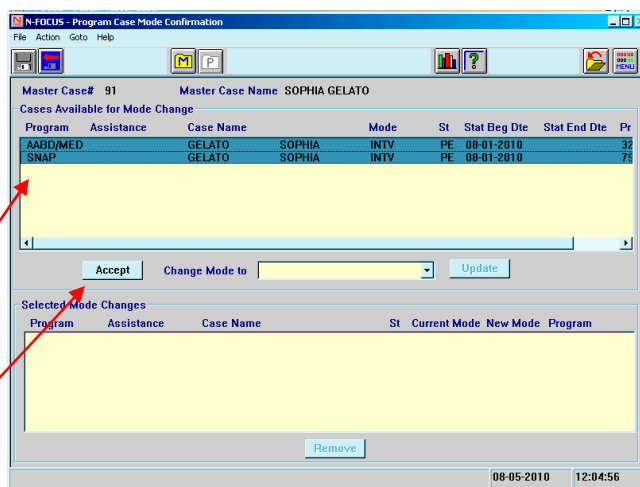 N-FOCUS - Program Case Mode Confirmation
File Action Goto Help
M P ? MENU
Master Case# 91 Master Case Name SOPHIA GELATO
Cases Available for Mode Change
Program Assistance Case Name Mode St Stat Beg Dte Stat End Dte Pr
AABD/MED GELATO SOPHIA INTV PE 08-01-2010 32
SNAP GELATO SOPHIA INTV PE 08-01-2010 79
Accept Change Mode to Update
Selected Mode Changes
Program Assistance Case Name St Current Mode New Mode Program
Remove
08-05-2010 12:04:56